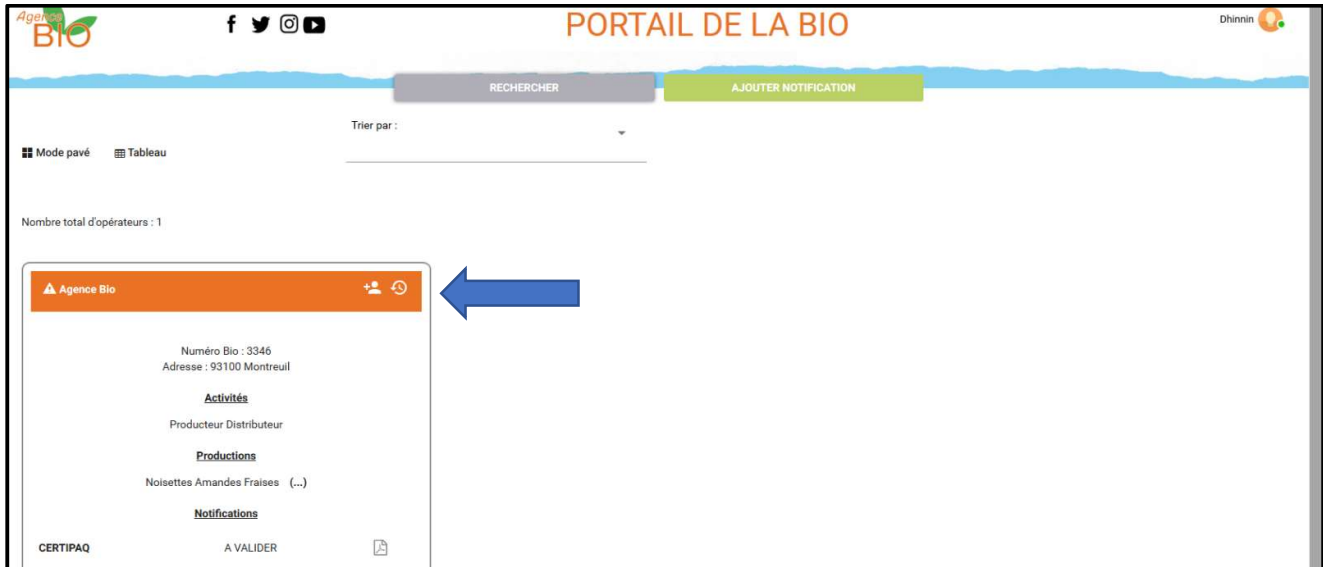 Agence
BIO
PORTAIL DE LA BIO
Dhinnin
RECHERCHER
AJOUTER NOTIFICATION
Trier par :
Mode pavé
Tableau
Nombre total d'opérateurs : 1
Agence Bio
Numéro Bio : 3346
Adresse : 93100 Montreuil
Activités
Producteur Distributeur
Productions
Noisettes Amandes Fraises (...)
Notifications
CERTIPAQ A VALIDER